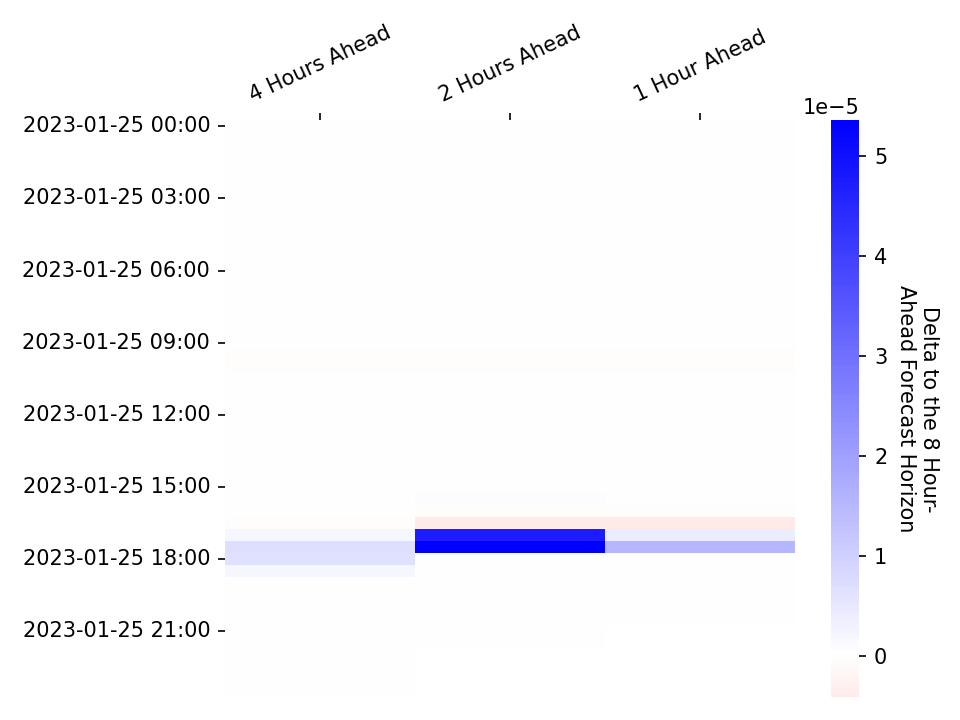 4 Hours Ahead
2 Hours Ahead
1 Hour Ahead
2023-01-25 00:00
2023-01-25 03:00
2023-01-25 06:00
2023-01-25 09:00
2023-01-25 12:00
2023-01-25 15:00
2023-01-25 18:00
2023-01-25 21:00
1e−5
5
4
3
2
1
0
Delta to the 8 Hour-
Ahead Forecast Horizon